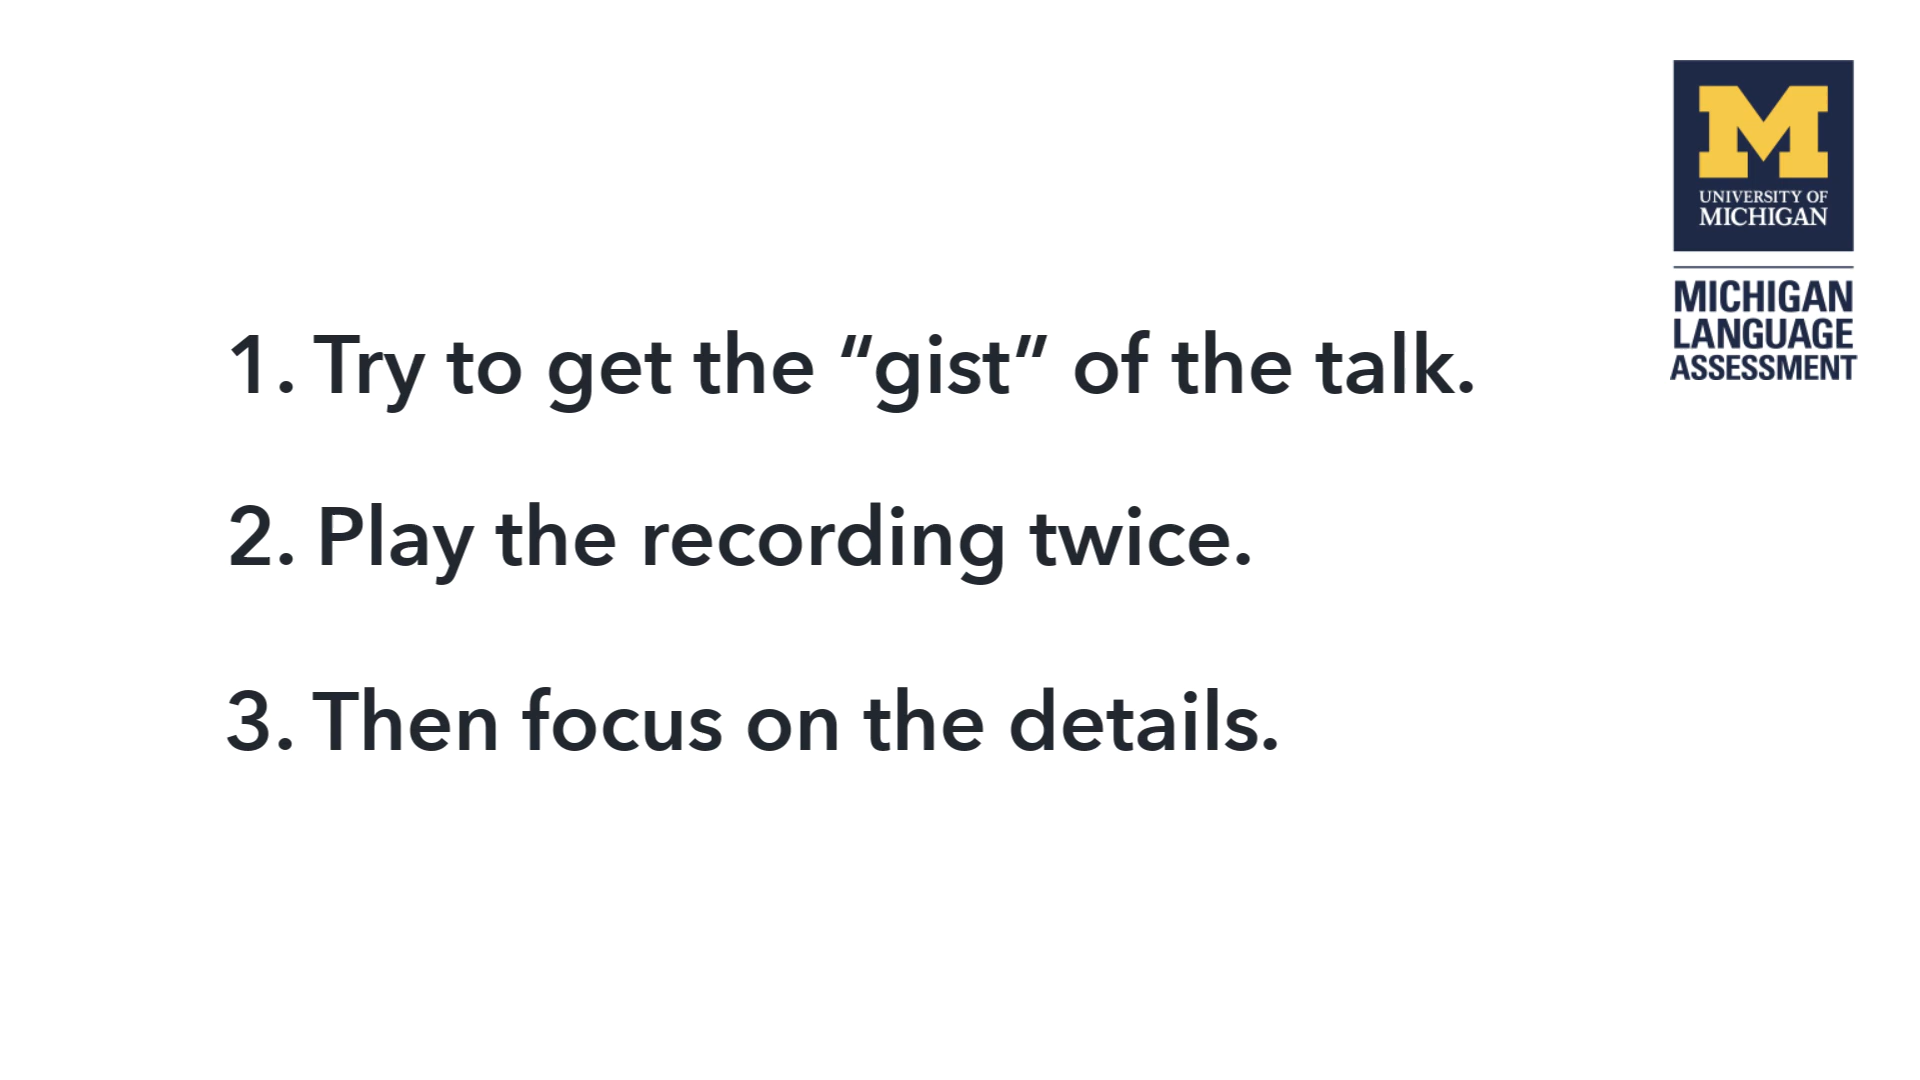 1. Try to get the “gist” of the talk.
2. Play the recording twice.
3. Then focus on the details.
M
UNIVERSITY OF
MICHIGAN
MICHIGAN
LANGUAGE
ASSESSMENT